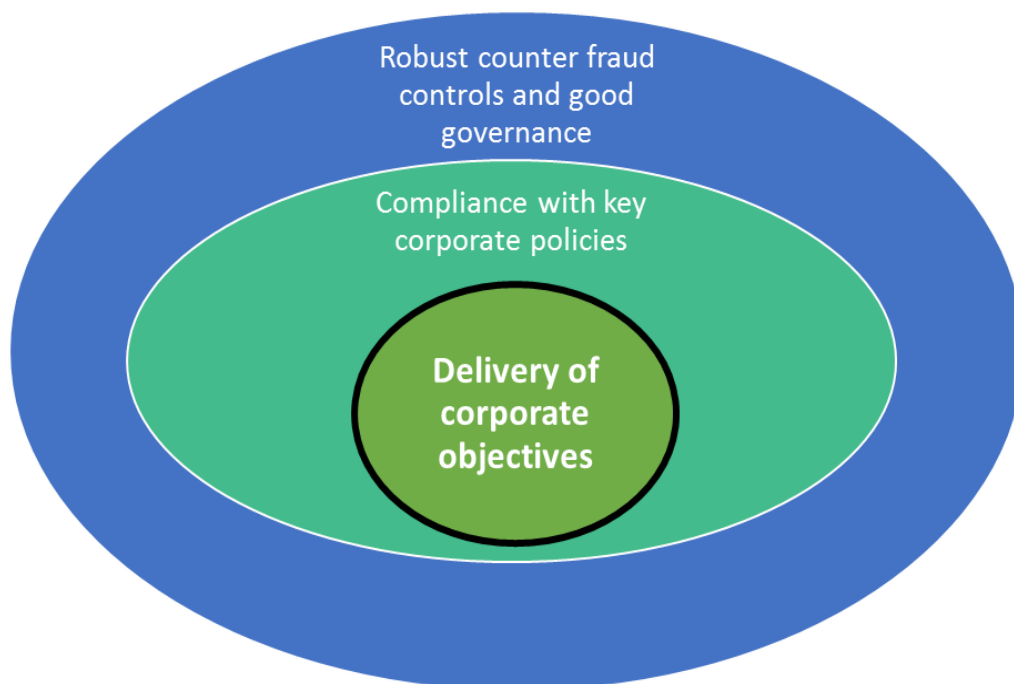 Robust counter fraud
controls and good
governance
Compliance with key
corporate policies
Delivery of
corporate
objectives